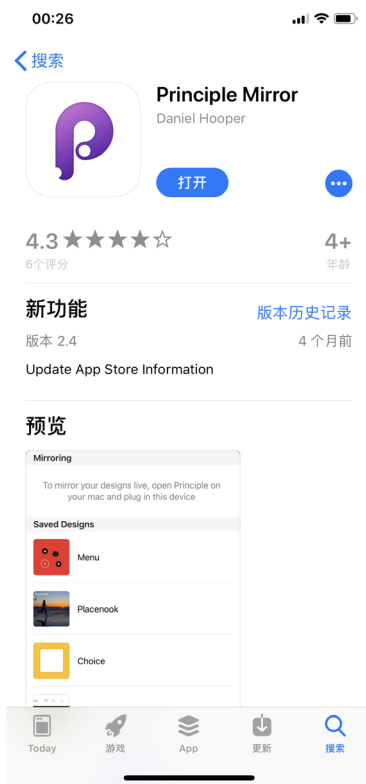 00:26
搜索
Principle Mirror
Daniel Hooper
打开
4.3
4+
6个评分
年龄
新功能
版本历史记录
版本 2.4
4 个月前
Update App Store Information
预览
Mirroring
To mirror your designs live, open Principle on
your mac and plug in this device
Saved Designs
Menu
Placenook
Choice
Today
游戏
App
更新
搜索